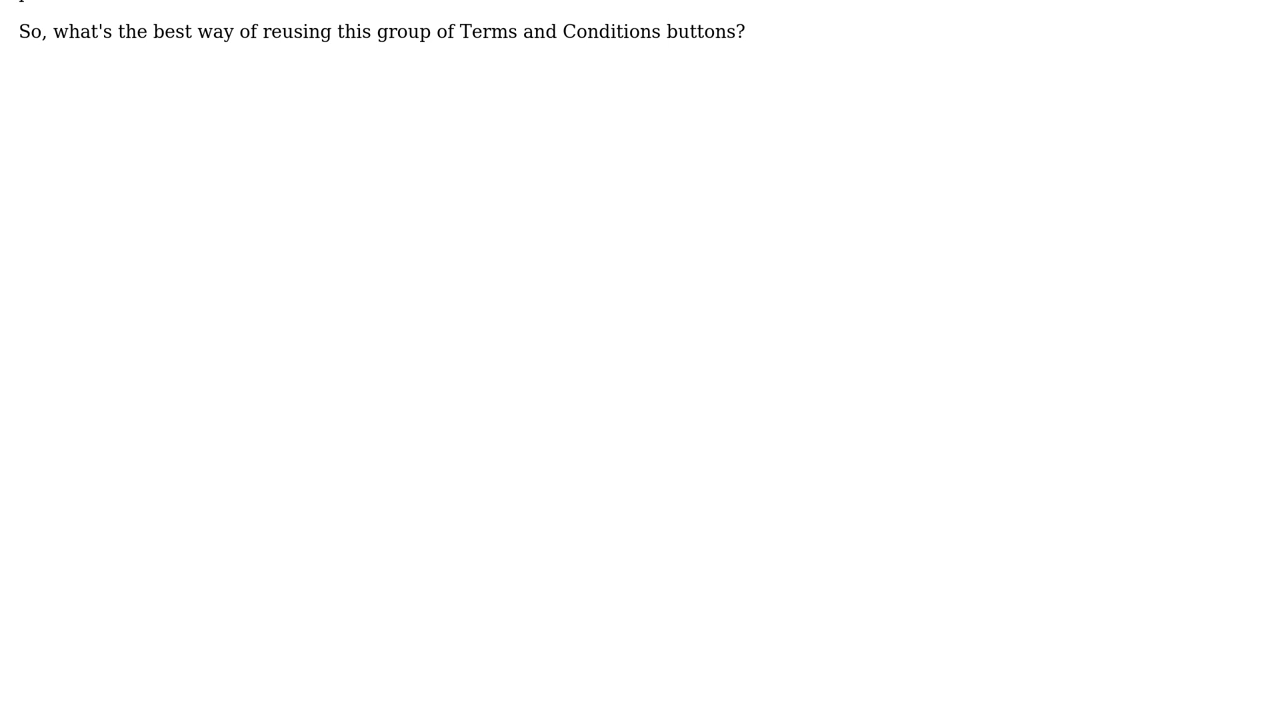 So, what's the best way of reusing this group of Terms and Conditions buttons?